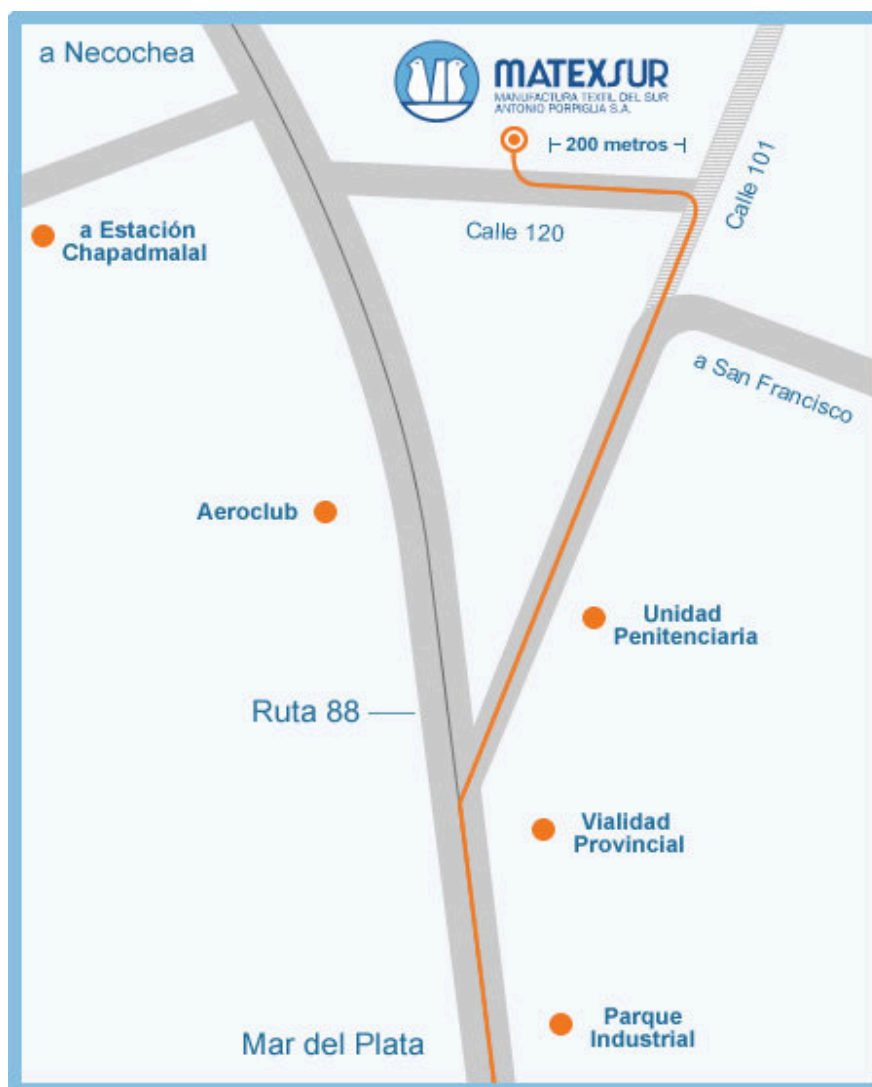 a Necochea
MATEXSUR
MANUFACTURA TEXTIL DEL SUR
ANTONIO PORPIGLIA S.A.
200 metros
Calle 101
a Estación
Chapadmalal
Calle 120
a San Francisco
Aeroclub
Unidad
Penitenciaria
Ruta 88
Vialidad
Provincial
Parque
Industrial
Mar del Plata